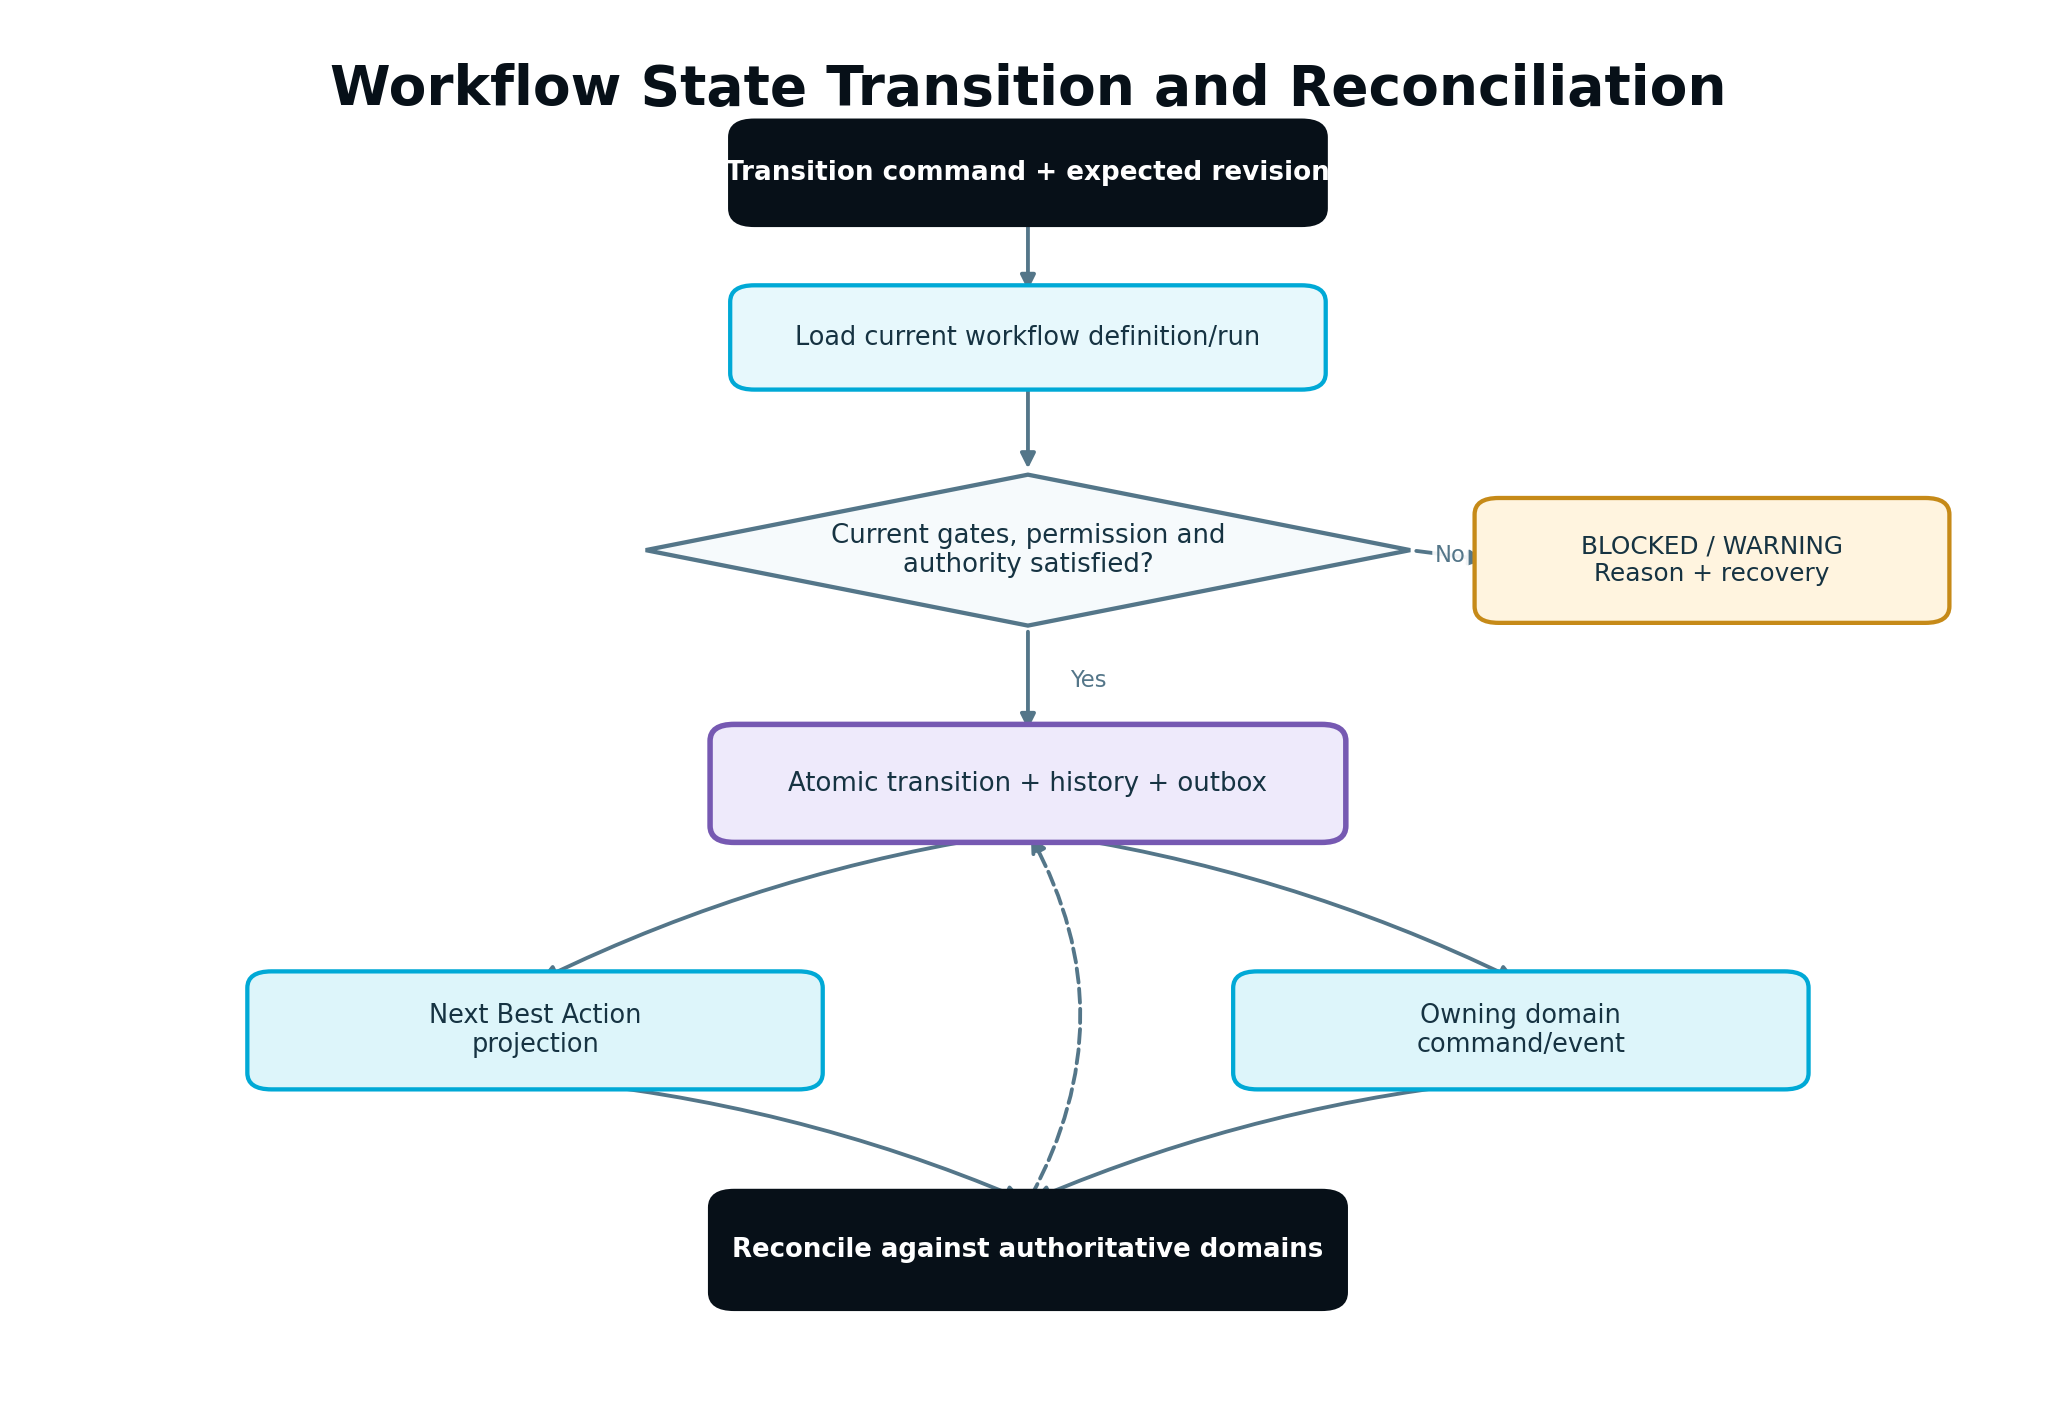 Workflow State Transition and Reconciliation
Transition command + expected revision
Load current workflow definition/run
Current gates, permission and
authority satisfied?
No
BLOCKED / WARNING
Reason + recovery
Yes
Atomic transition + history + outbox
Next Best Action
projection
Owning domain
command/event
Reconcile against authoritative domains